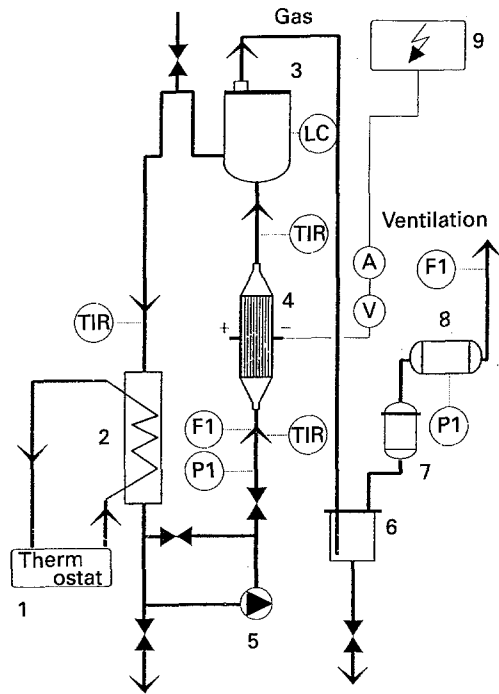 Gas
9
3
LC
Ventilation
TIR
A
F1
4
V
8
TIR
+
−
2
F1
TIR
P1
P1
7
6
Therm
ostat
1
5